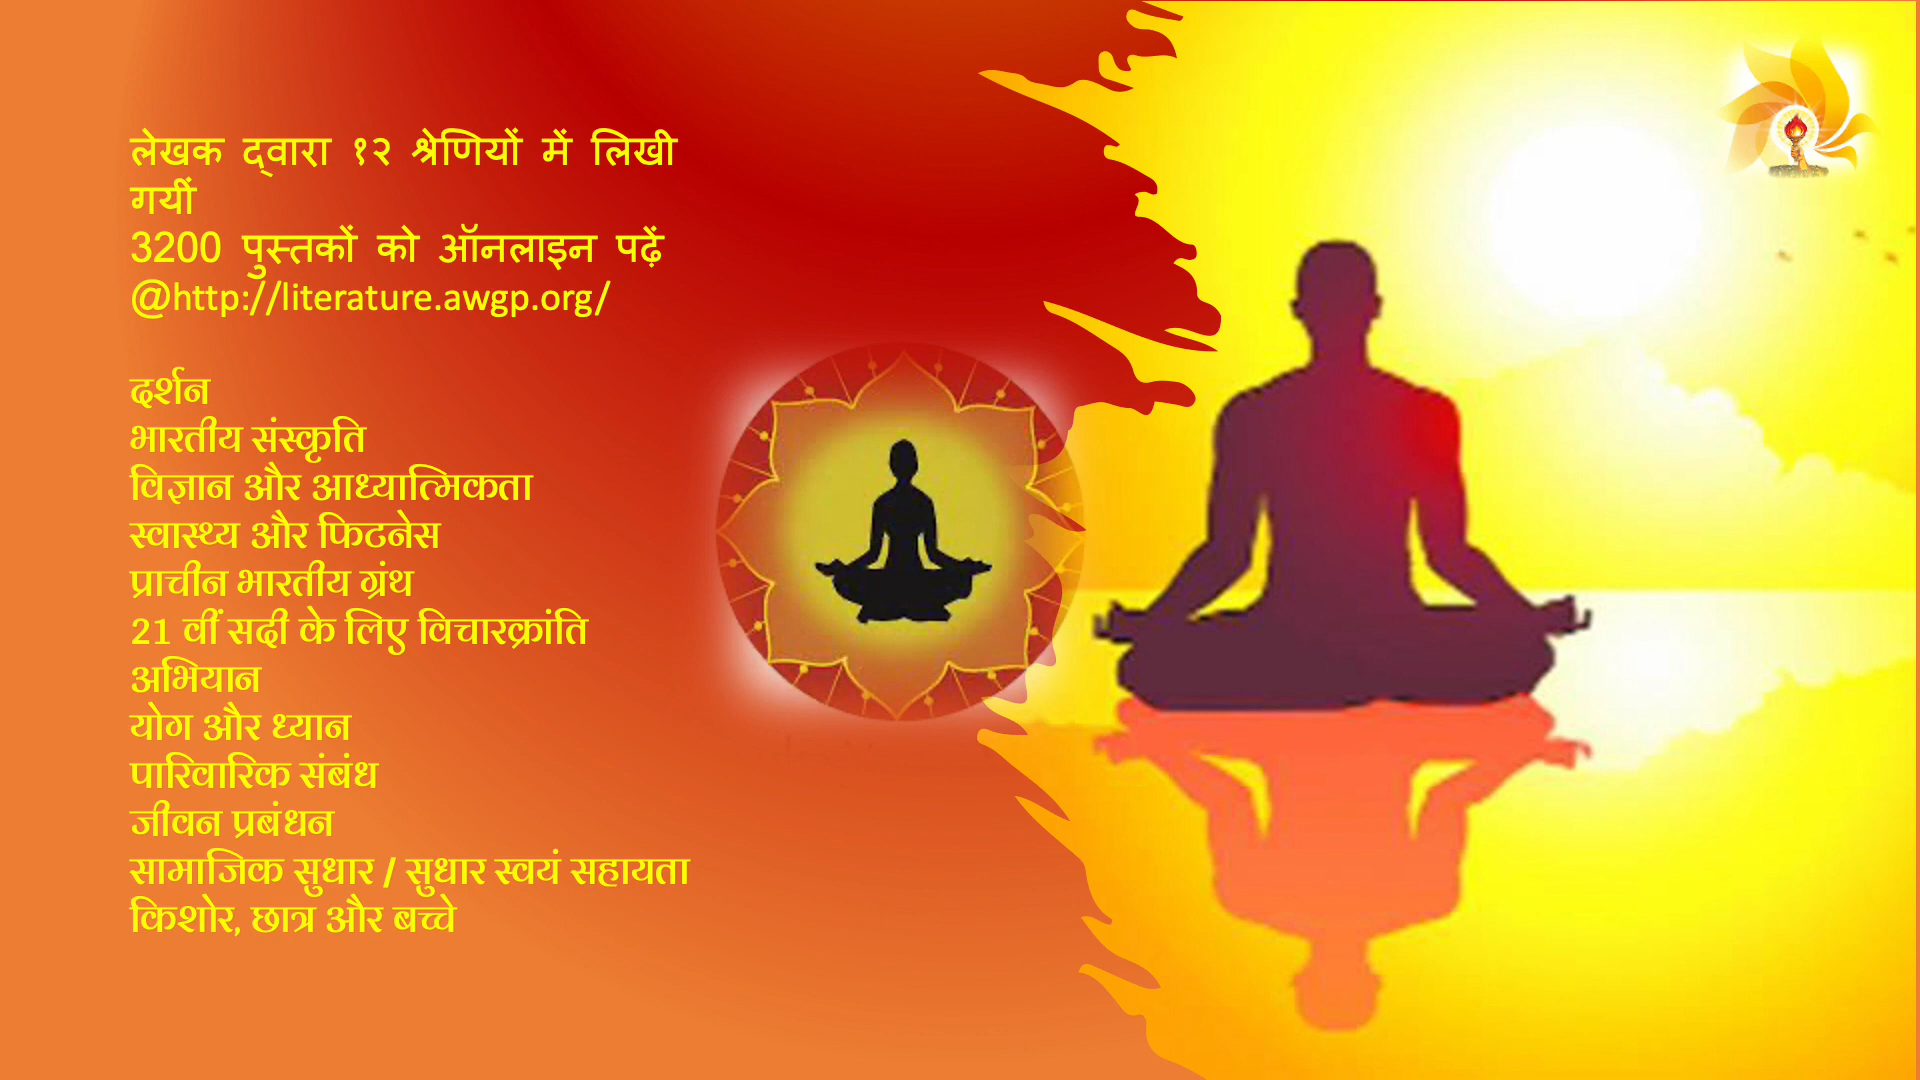 लेखक द्वारा १२ श्रेणियों में लिखी
गयीं
3200 पुस्तकों को ऑनलाइन पढ़ें
@http://literature.awgp.org/
दर्शन
भारतीय संस्कृति
विज्ञान और आध्यात्मिकता
स्वास्थ्य और फिटनेस
प्राचीन भारतीय ग्रंथ
21 वीं सदी के लिए विचारक्रांति
अभियान
योग और ध्यान
पारिवारिक संबंध
जीवन प्रबंधन
सामाजिक सुधार / सुधार स्वयं सहायता
किशोर, छात्र और बच्चे